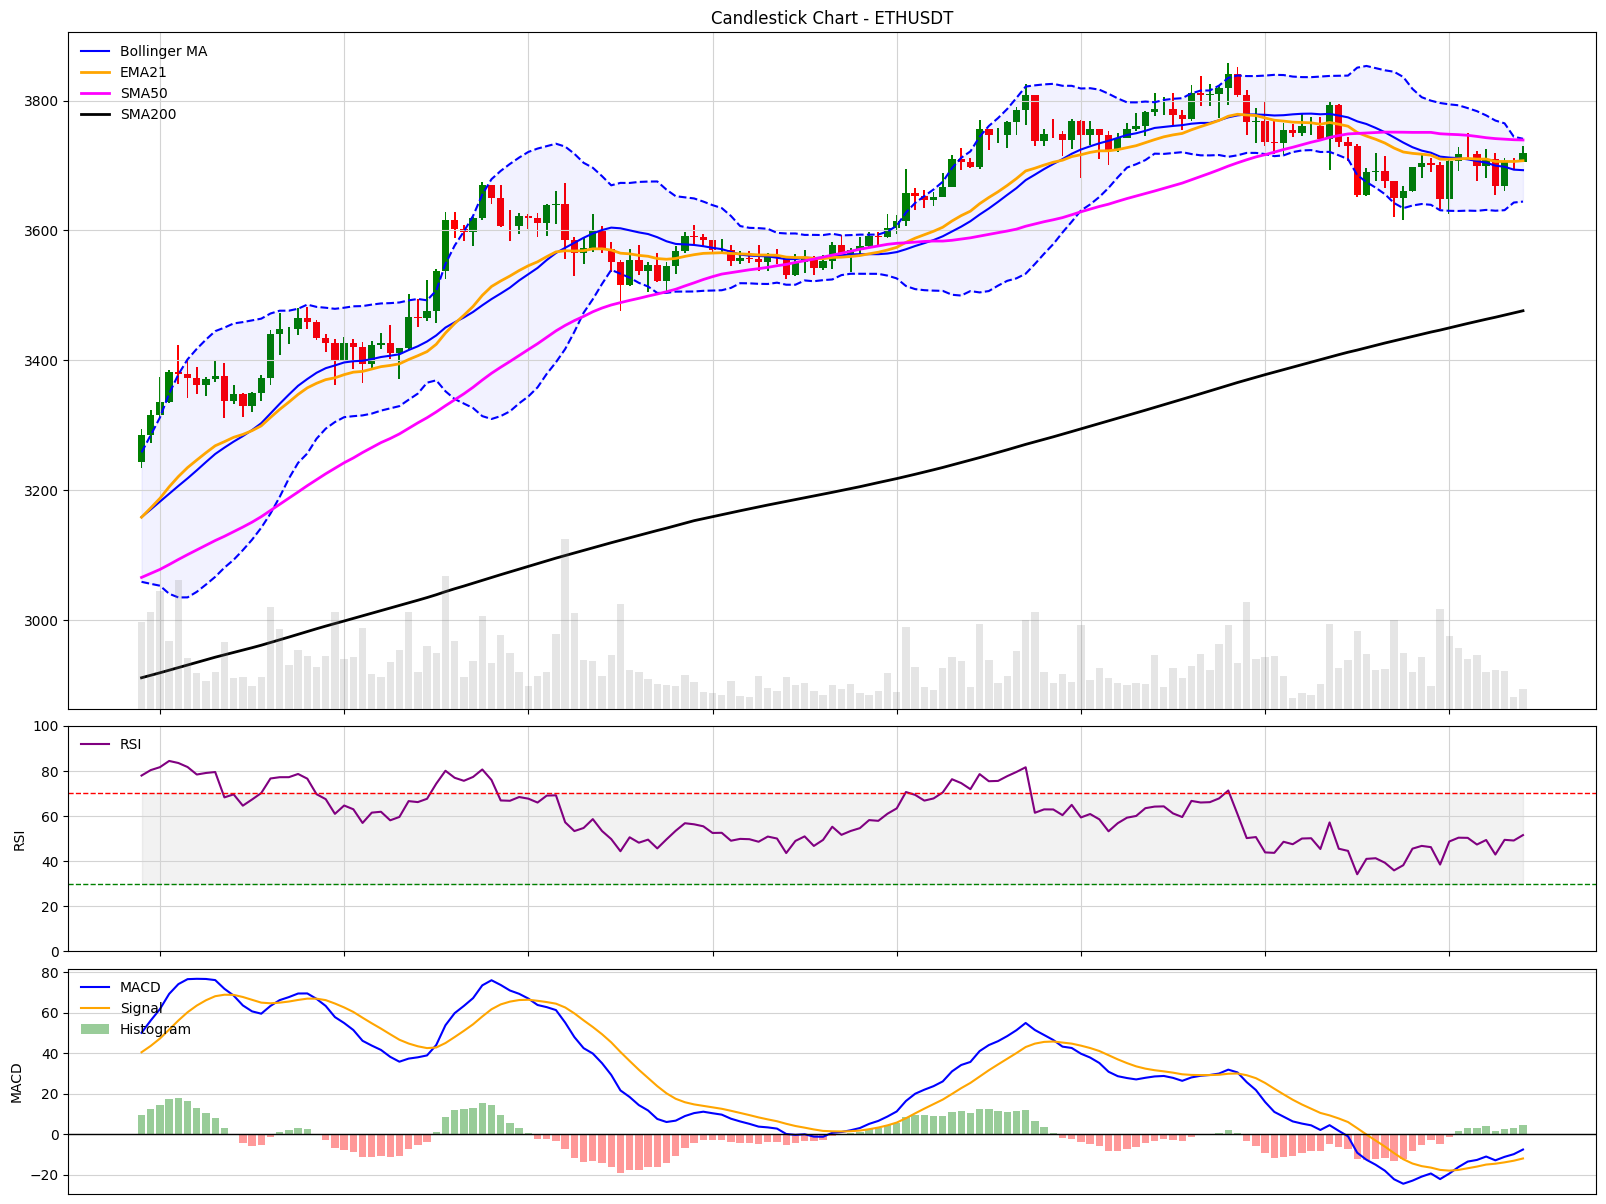 Candlestick Chart - ETHUSDT
Bollinger MA
EMA21
SMA50
SMA200
3800
3600
3400
3200
3000
100
80
60
40
20
0
RSI
RSI
80
60
40
20
0
−20
MACD
MACD
Signal
Histogram